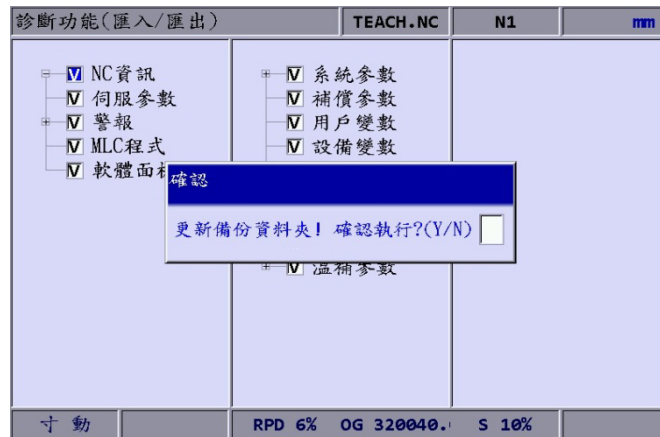 診斷功能(匯入/匯出) TEACH.NC N1 mm
V NC資訊
V 伺服參數
V 警報
V MLC程式
V 軟體面
V 系統參數
V 補償參數
V 用戶變數
V 設備變數
確認
更新備份資料夾! 確認執行?(Y/N)
V 溫補參數
寸動 RPD 6% OG 320040. S 10%